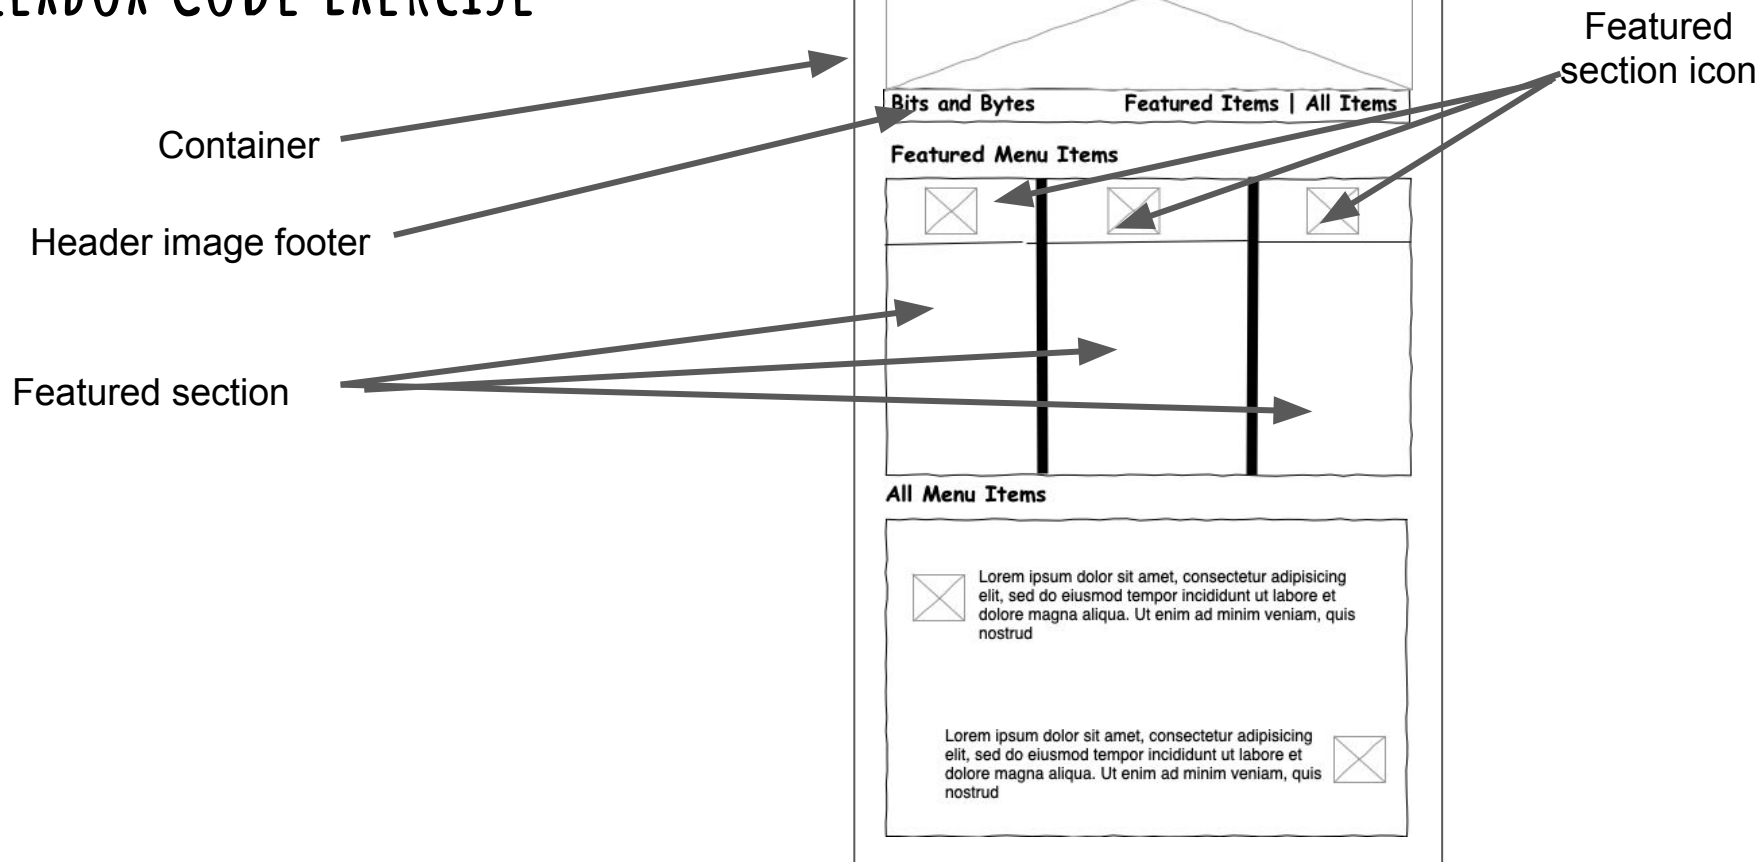 CODE EXERCISE
Featured
section icon
Container
Header image footer
Featured section
Bits and Bytes
Featured Items | All Items
Featured Menu Items
All Menu Items
Lorem ipsum dolor sit amet, consectetur adipisicing
elit, sed do eiusmod tempor incididunt ut labore et
dolore magna aliqua. Ut enim ad minim veniam, quis
nostrud
Lorem ipsum dolor sit amet, consectetur adipisicing
elit, sed do eiusmod tempor incididunt ut labore et
dolore magna aliqua. Ut enim ad minim veniam, quis
nostrud